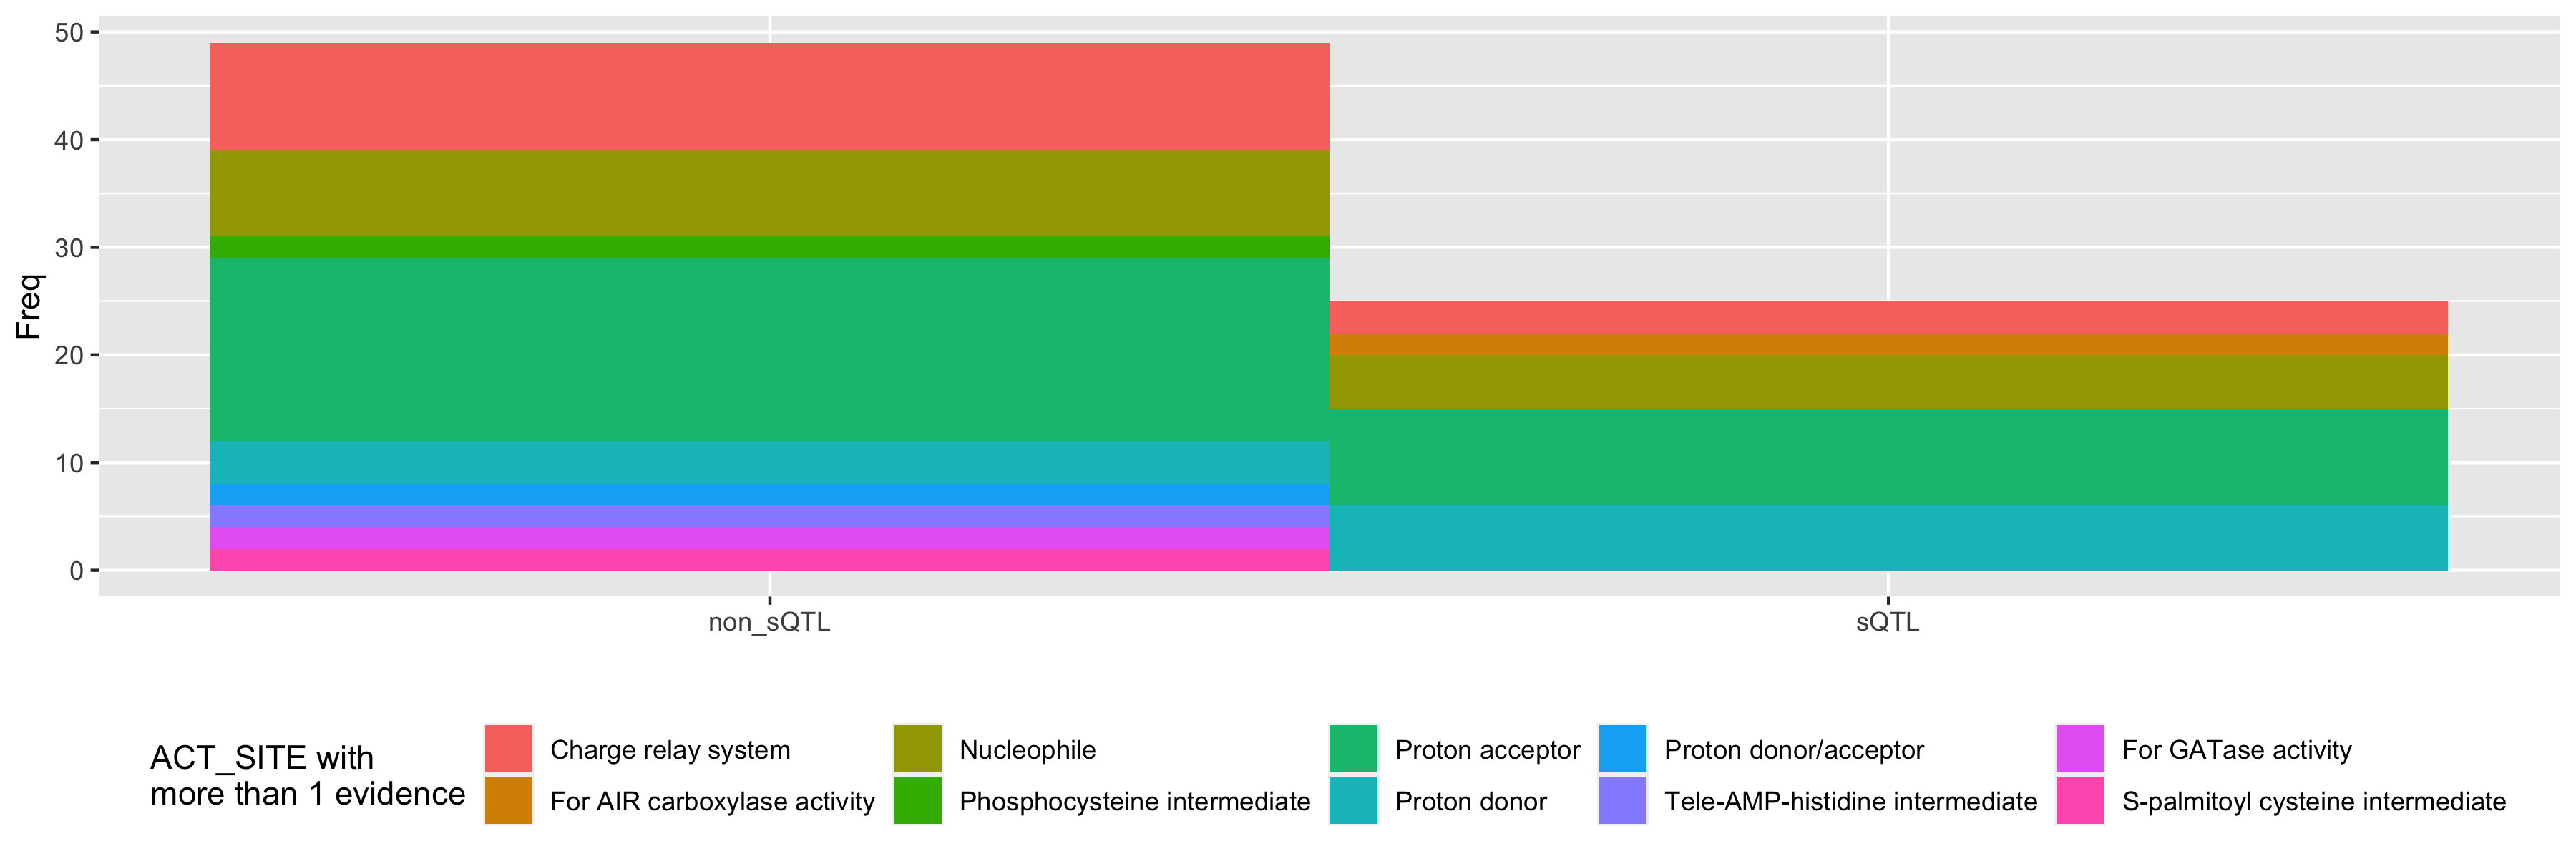 50
40
30
20
10
0
Freq
non_sQTL
sQTL
ACT_SITE with
more than 1 evidence
Charge relay system
For AIR carboxylase activity
Nucleophile
Phosphocysteine intermediate
Proton acceptor
Proton donor
Proton donor/acceptor
Tele-AMP-histidine intermediate
For GATase activity
S-palmitoyl cysteine intermediate